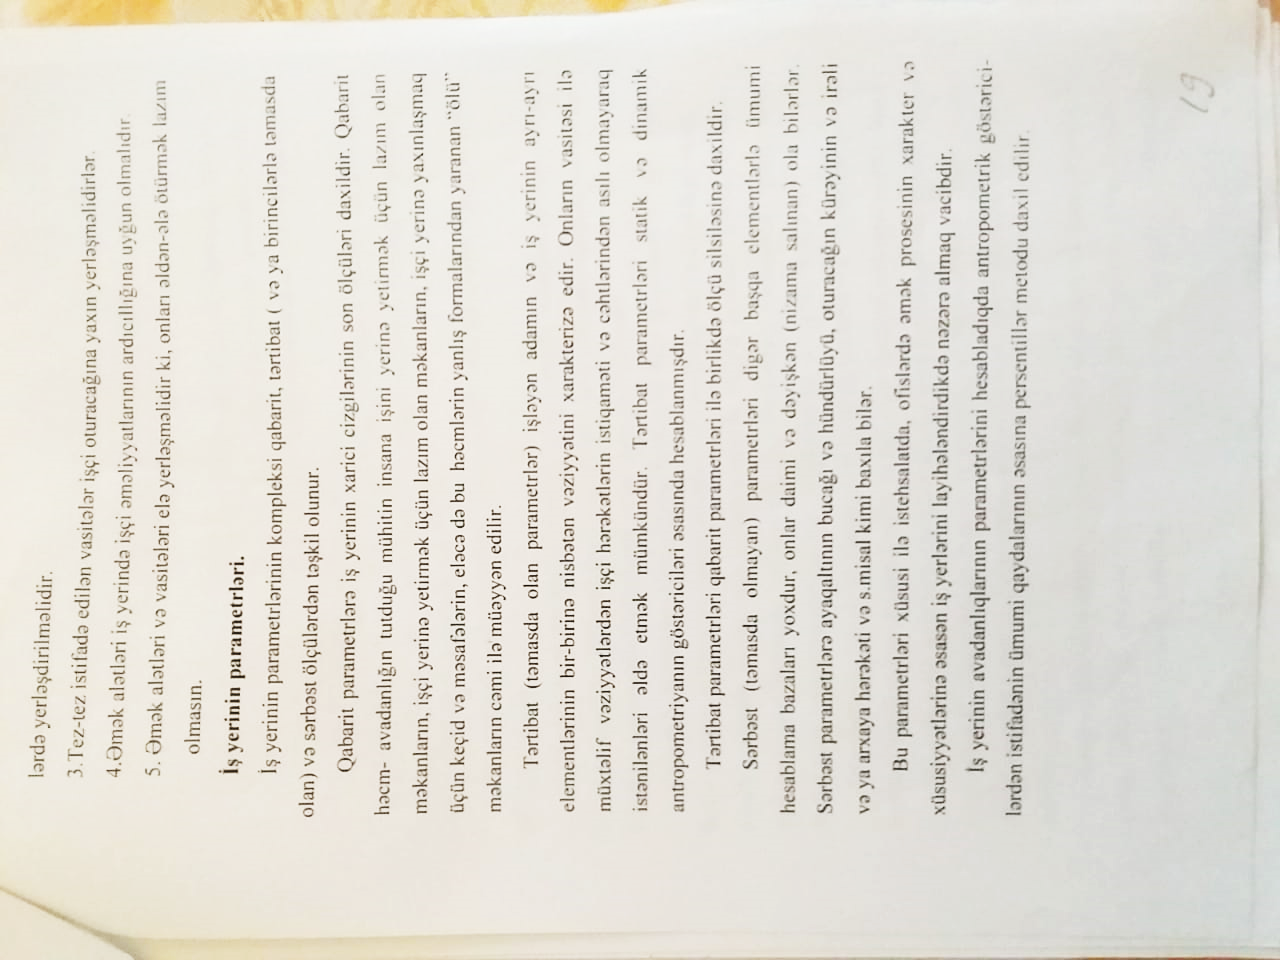 lərdə yerləşdirilməlidir.
3.Tez-tez istifadə edilən vasitələr işçi oturacağına yaxın yerləşməlidirlər.
4.Əmək alətləri iş yerində işçi əməliyyatlarının ardıcıllığına uyğun olmalıdır.
5. Əmək alətləri və vasitələri elə yerləşməlidir ki, onları əldən-ələ ötürmək lazım
olmasın.
İş yerinin parametrləri.
İş yerinin parametrlərinin kompleksi qabarit, tərtibat ( və ya birincilərlə təmasda
olan) və sərbəst ölçülərdən təşkil olunur.
Qabarit parametrlərə iş yerinin xarici cizgilərinin son ölçüləri daxildir. Qabarit
həcm- avadanlığın tutduğu mühitin insana işini yerinə yetirmək üçün lazım olan
məkanların, işçi yerinə yetirmək üçün lazım olan məkanların, işçi yerinə yaxınlaşmaq
üçün keçid və məsafələrin, eləcə də bu həcmlərin yanlış formalarından yaranan "ölü"
məkanların cəmi ilə müəyyən edilir.
Tərtibat (təmasda olan parametrlər) işləyən adamın və iş yerinin ayrı-ayrı
elementlərinin bir-birinə nisbətən vəziyyətini xarakterizə edir. Onların vasitəsi ilə
müxtəlif vəziyyətlərdən işçi hərəkətlərin istiqaməti və cəhtlərindən asılı olmayaraq
istənilənləri əldə etmək mümkündür. Tərtibat parametrləri statik və dinamik
antropometriyanın göstəriciləri əsasında hesablanmışdır.
Tərtibat parametrləri qabarit parametrləri ilə birlikdə ölçü silsiləsinə daxildir.
Sərbəst (təmasda olmayan) parametrləri digər başqa elementlərlə ümumi
hesablama bazaları yoxdur, onlar daimi və dəyişkən (nizama salınan) ola bilərlər.
Sərbəst parametrlərə ayaqaltının bucağı və hündürlüyü, oturacağın kürəyinin və irəli
və ya arxaya hərəkəti və s.misal kimi baxıla bilər.
Bu parametrləri xüsusi ilə istehsalatda, ofislərdə əmək prosesinin xarakter və
xüsusiyyətlərinə əsasən iş yerlərini layihələndirdikdə nəzərə almaq vacibdir.
İş yerinin avadanlıqlarının parametrlərini hesabladıqda antropometrik göstərici-
lərdən istifadənin ümumi qaydalarının əsasına persentillər metodu daxil edilir.
19